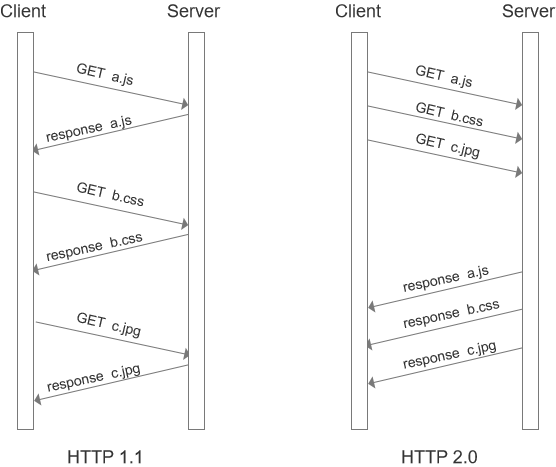 Client
Server
GET a.js
response a.js
GET b.css
response b.css
GET c.jpg
response c.jpg
HTTP 1.1
Client
Server
GET a.js
GET b.css
GET c.jpg
response a.js
response b.css
response c.jpg
HTTP 2.0